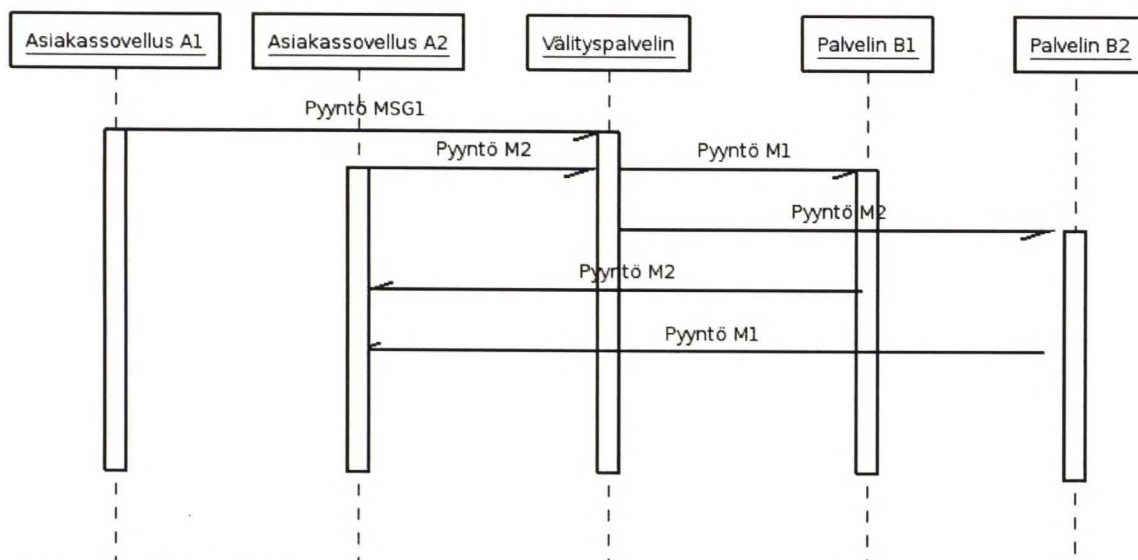 Asiakassovellus A1
Asiakassovellus A2
Välityspalvelin
Palvelin B1
Palvelin B2
Pyyntö MSG1
Pyyntö M2
Pyyntö M1
Pyyntö M2
Pyyntö M2
Pyyntö M1